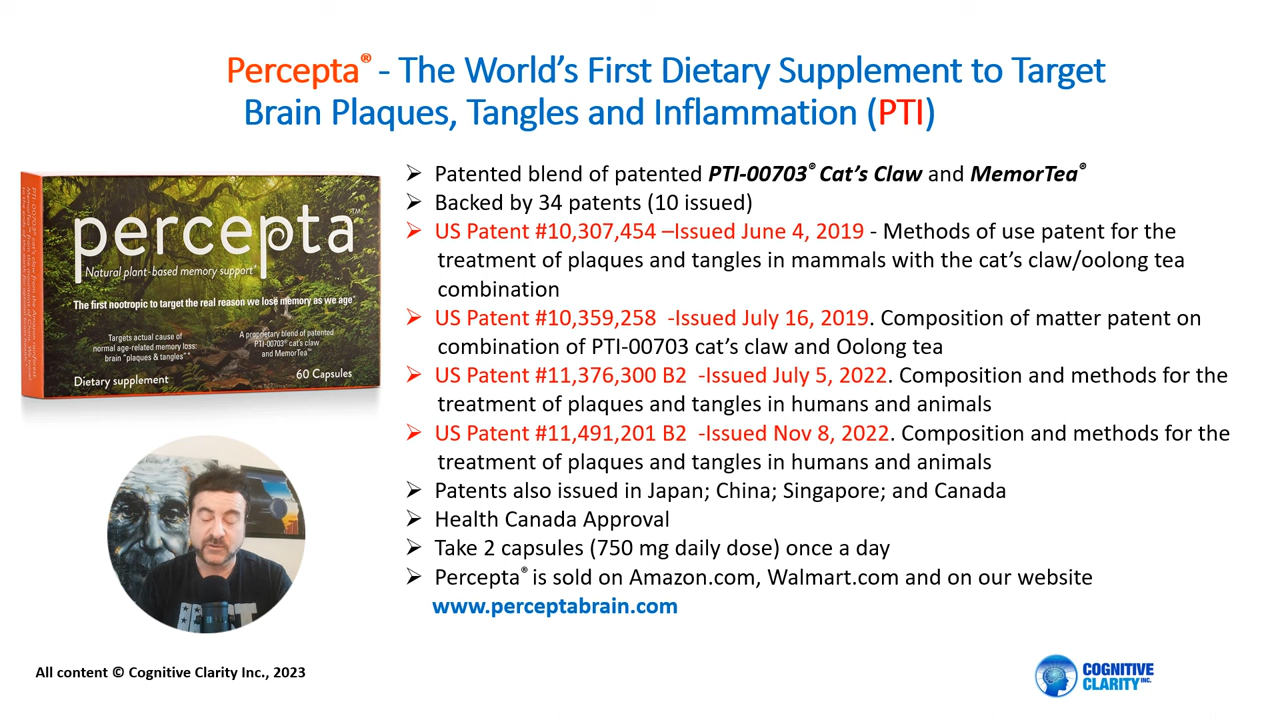 Percepta® - The World's First Dietary Supplement to Target
Brain Plaques, Tangles and Inflammation (PTI)
percepta™
Natural plant-based memory support*
The first nootropic to target the real reason we lose memory as we age*
Targets actual cause of
normal age-related memory loss:
brain "plaques & tangles"*
A proprietary blend of patented
PTI-00703® cat's claw
and MemorTea™
Dietary supplement
60 Capsules
➢ Patented blend of patented PTI-00703® Cat's Claw and MemorTea®
➢ Backed by 34 patents (10 issued)
➢ US Patent #10,307,454 –Issued June 4, 2019 - Methods of use patent for the
treatment of plaques and tangles in mammals with the cat's claw/oolong tea
combination
➢ US Patent #10,359,258 -Issued July 16, 2019. Composition of matter patent on
combination of PTI-00703 cat's claw and Oolong tea
➢ US Patent #11,376,300 B2 -Issued July 5, 2022. Composition and methods for the
treatment of plaques and tangles in humans and animals
➢ US Patent #11,491,201 B2 -Issued Nov 8, 2022. Composition and methods for the
treatment of plaques and tangles in humans and animals
➢ Patents also issued in Japan; China; Singapore; and Canada
➢ Health Canada Approval
➢ Take 2 capsules (750 mg daily dose) once a day
➢ Percepta® is sold on Amazon.com, Walmart.com and on our website
www.perceptabrain.com
All content © Cognitive Clarity Inc., 2023
COGNITIVE
CLARITY INC.